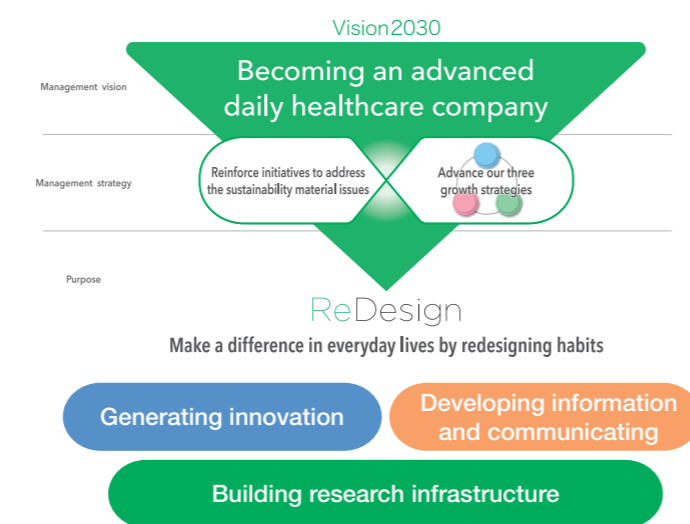 Vision2030
Management vision
Becoming an advanced
daily healthcare company
Management strategy
Reinforce initiatives to address
the sustainability material issues
Advance our three
growth strategies
Purpose
ReDesign
Make a difference in everyday lives by redesigning habits
Generating innovation
Developing information
and communicating
Building research infrastructure